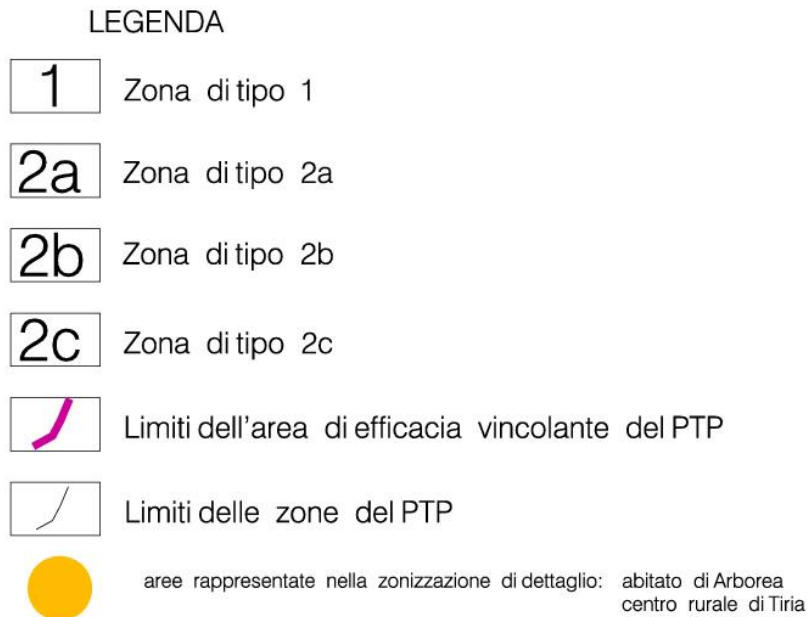 LEGENDA
1 Zona di tipo 1
2a Zona di tipo 2a
2b Zona di tipo 2b
2c Zona di tipo 2c
Limiti dell'area di efficacia vincolante del PTP
Limiti delle zone del PTP
aree rappresentate nella zonizzazione di dettaglio: abitato di Arborea
centro rurale di Tiria